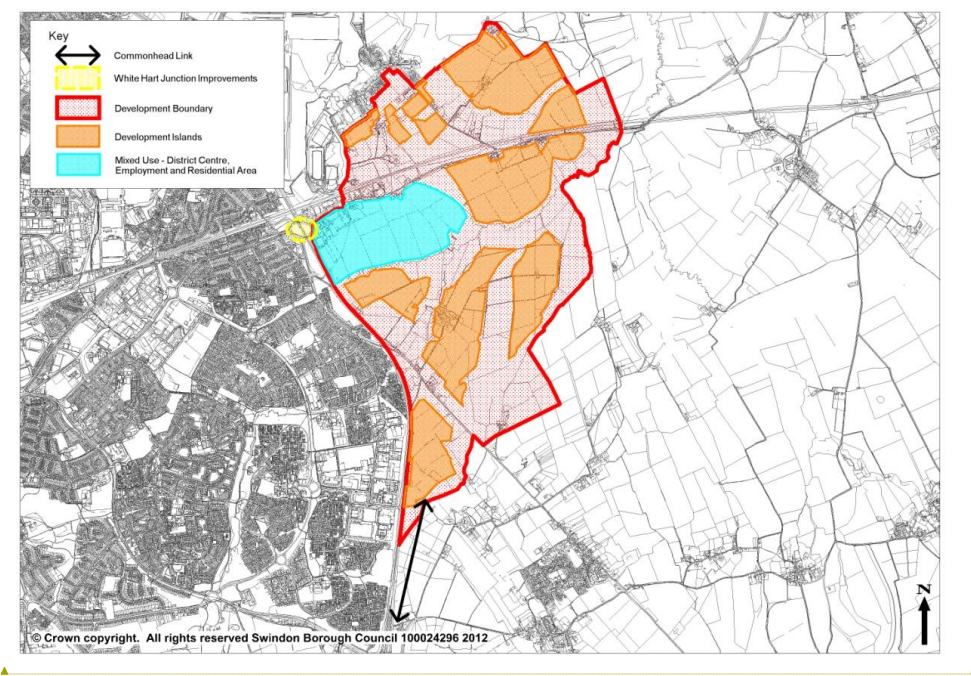 Key
Commonhead Link
White Hart Junction Improvements
Development Boundary
Development Islands
Mixed Use - District Centre,
Employment and Residential Area
N
© Crown copyright. All rights reserved Swindon Borough Council 100024296 2012